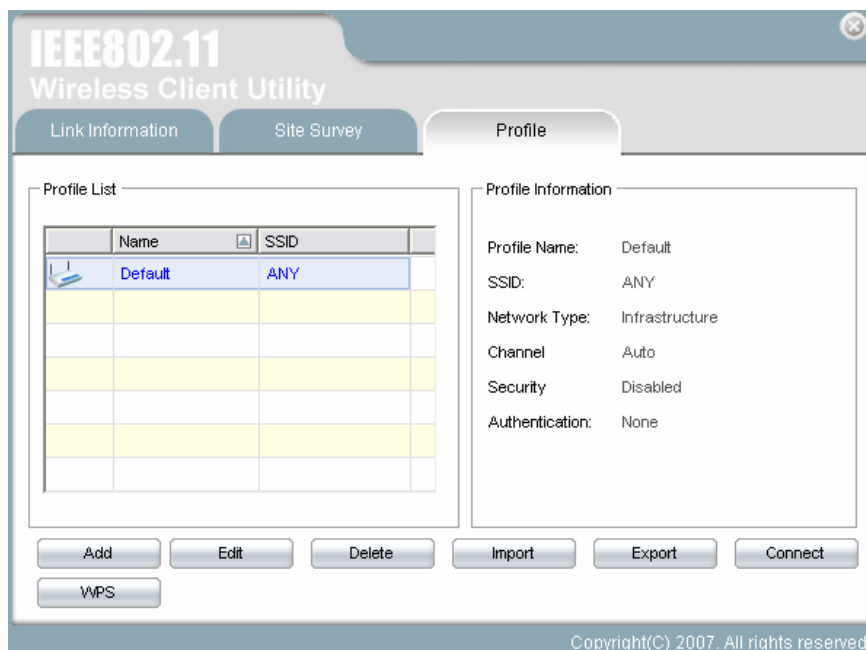 IEEE802.11
Wireless Client Utility
Link Information
Site Survey
Profile
Profile List
Name SSID
Default ANY
Profile Information
Profile Name: Default
SSID: ANY
Network Type: Infrastructure
Channel Auto
Security Disabled
Authentication: None
Add Edit Delete Import Export Connect
WPS
Copyright(C) 2007. All rights reserved